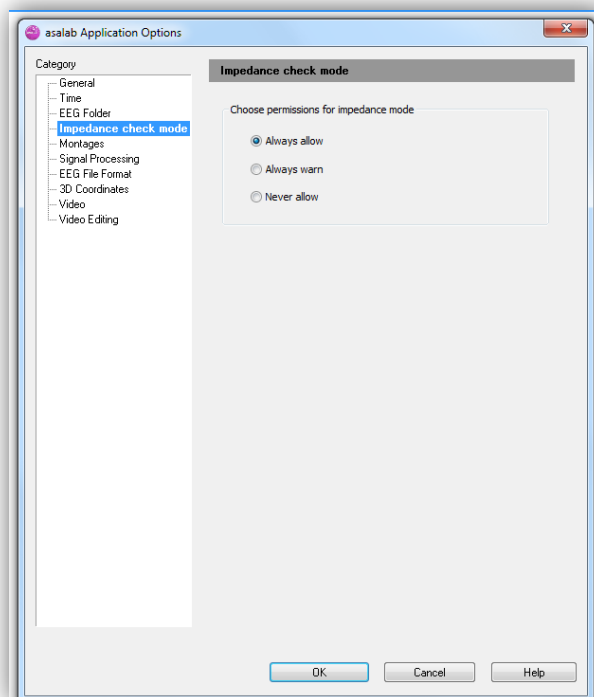 asalab Application Options
Category
General
Time
EEG Folder
Impedance check mode
Montages
Signal Processing
EEG File Format
3D Coordinates
Video
Video Editing
Impedance check mode
Choose permissions for impedance mode
Always allow
Always warn
Never allow
OK
Cancel
Help